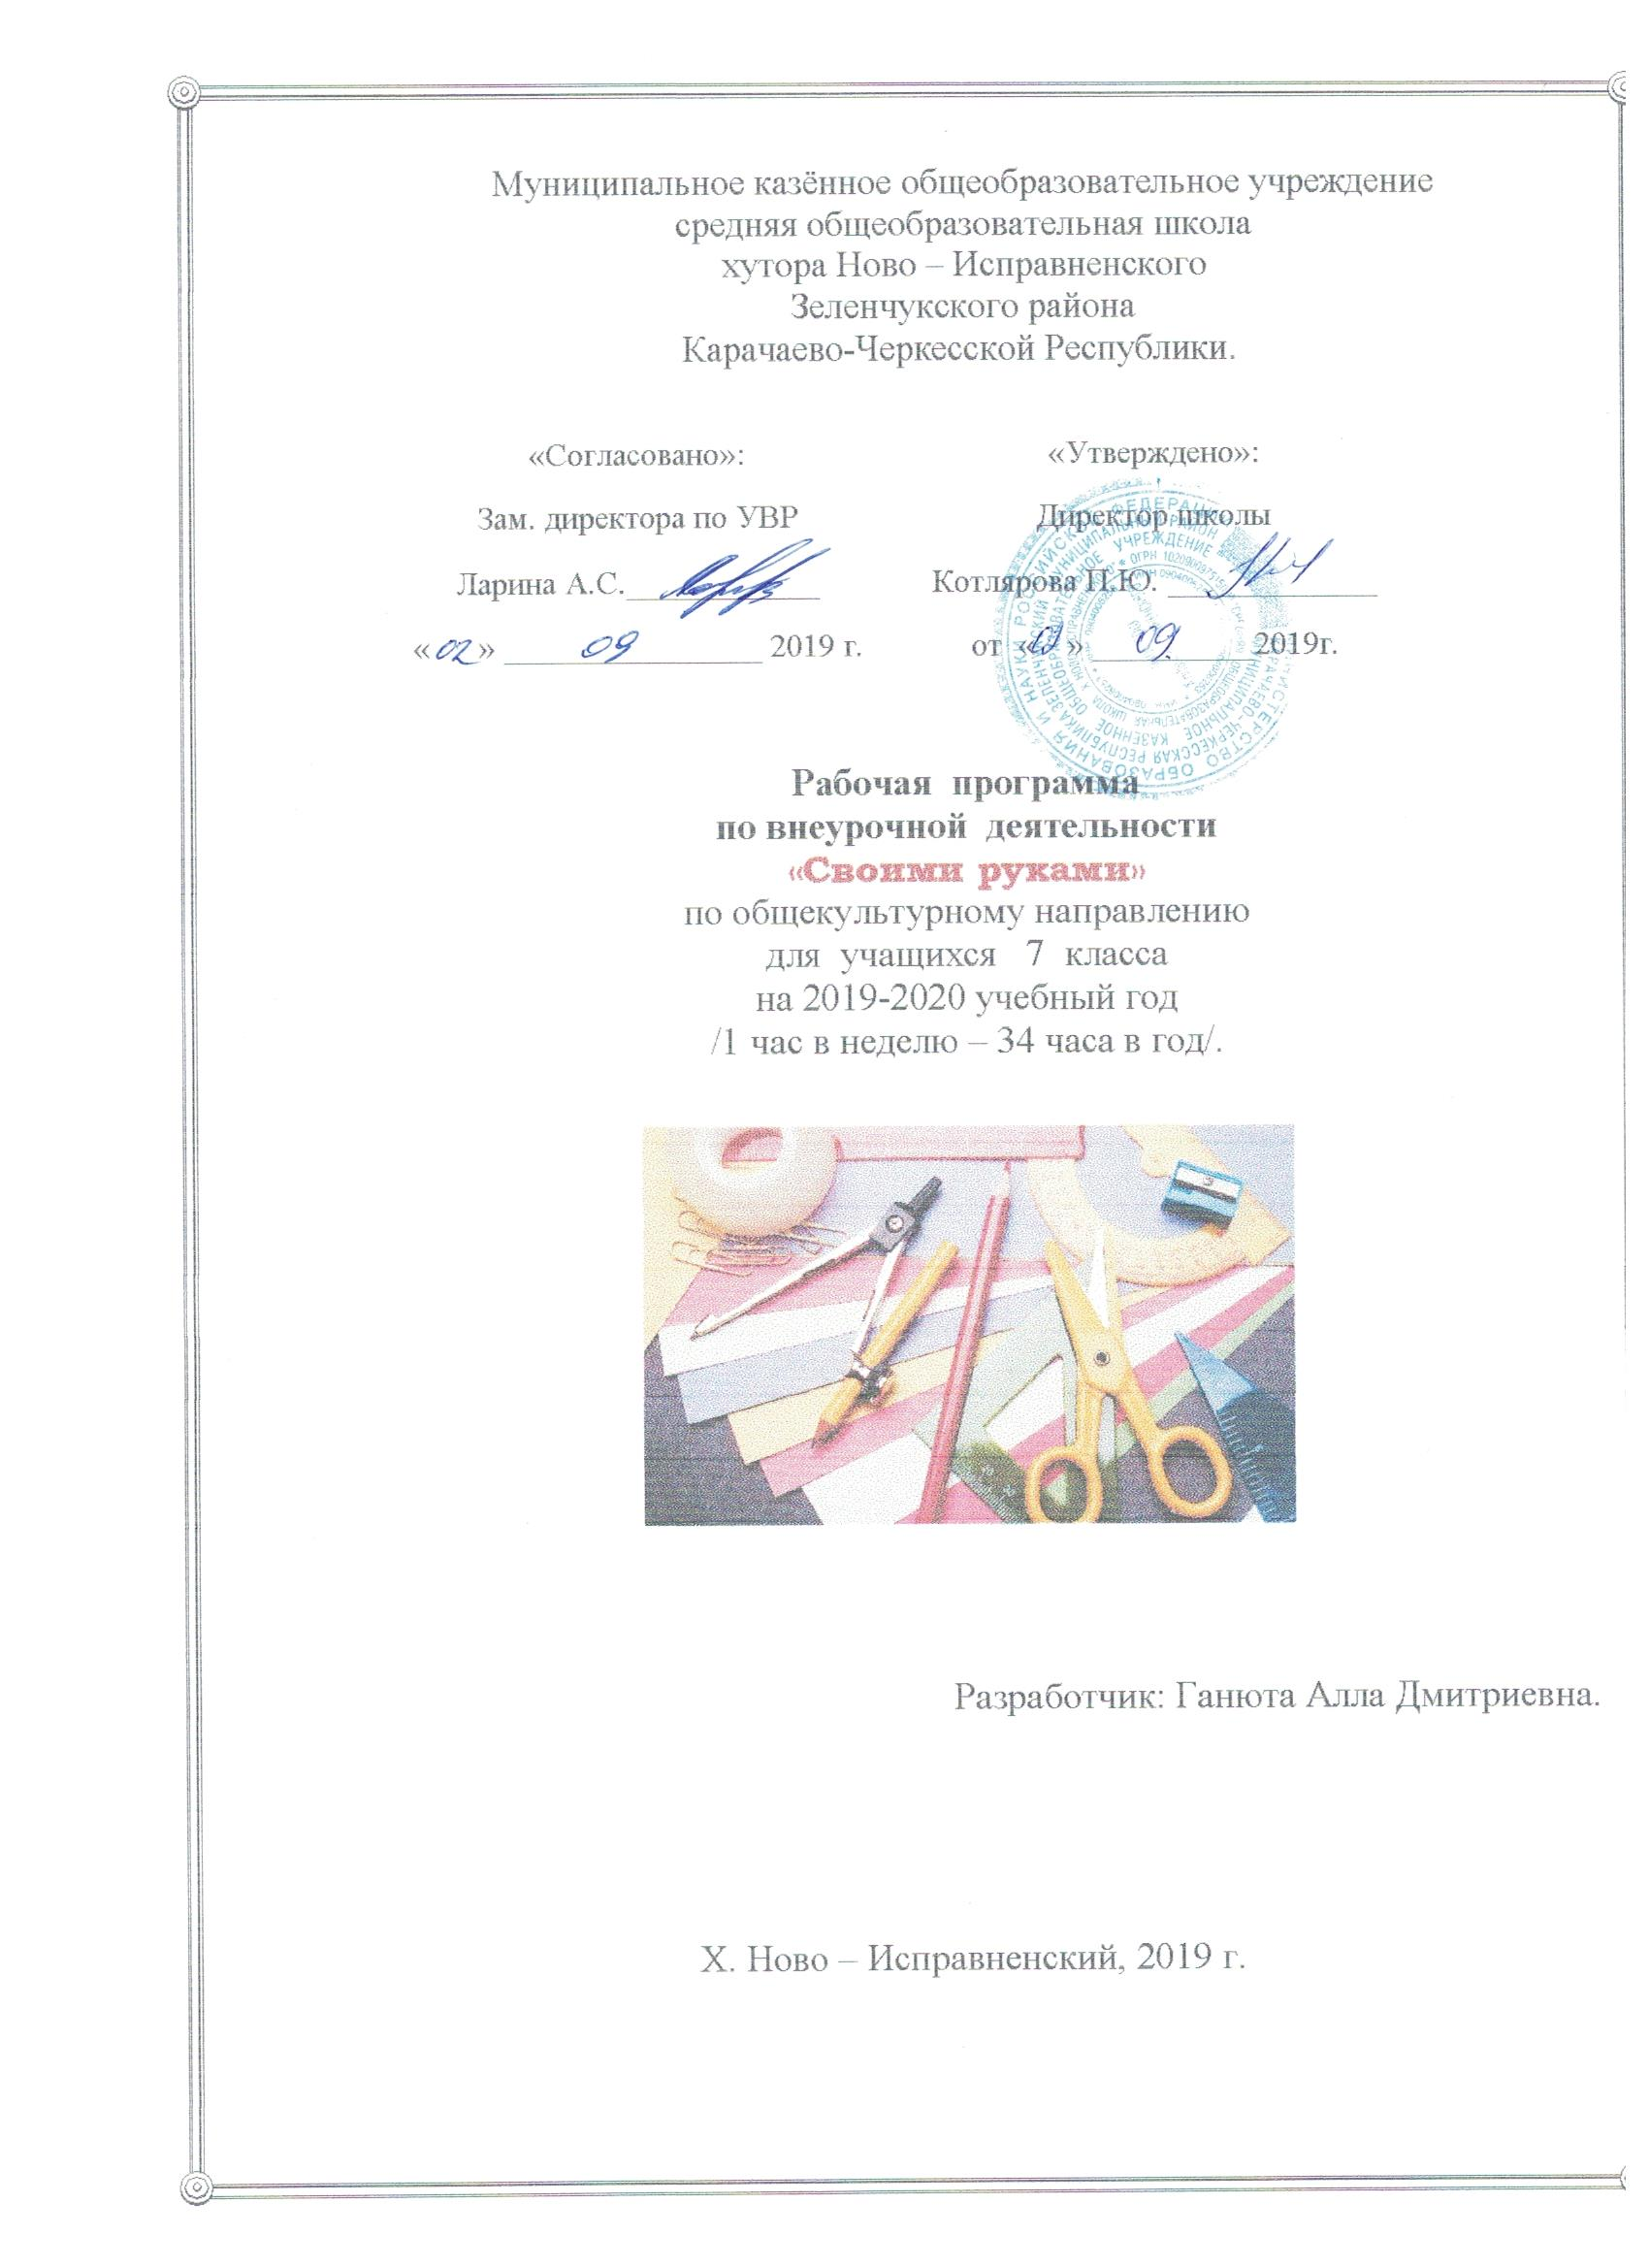 Муниципальное казённое общеобразовательное учреждение
средняя общеобразовательная школа
хутора Ново – Исправненского
Зеленчукского района
Карачаево-Черкесской Республики.
«Согласовано»:
Зам. директора по УВР
Ларина А.С.
«02» 09 2019 г.
«Утверждено»:
Директор школы
Котлярова П.Ю.
от «02» 09. 2019г.
Рабочая программа
по внеурочной деятельности
«Своими руками»
по общекультурному направлению
для учащихся 7 класса
на 2019-2020 учебный год
/1 час в неделю – 34 часа в год/.
Разработчик: Ганюта Алла Дмитриевна.
Х. Ново – Исправненский, 2019 г.